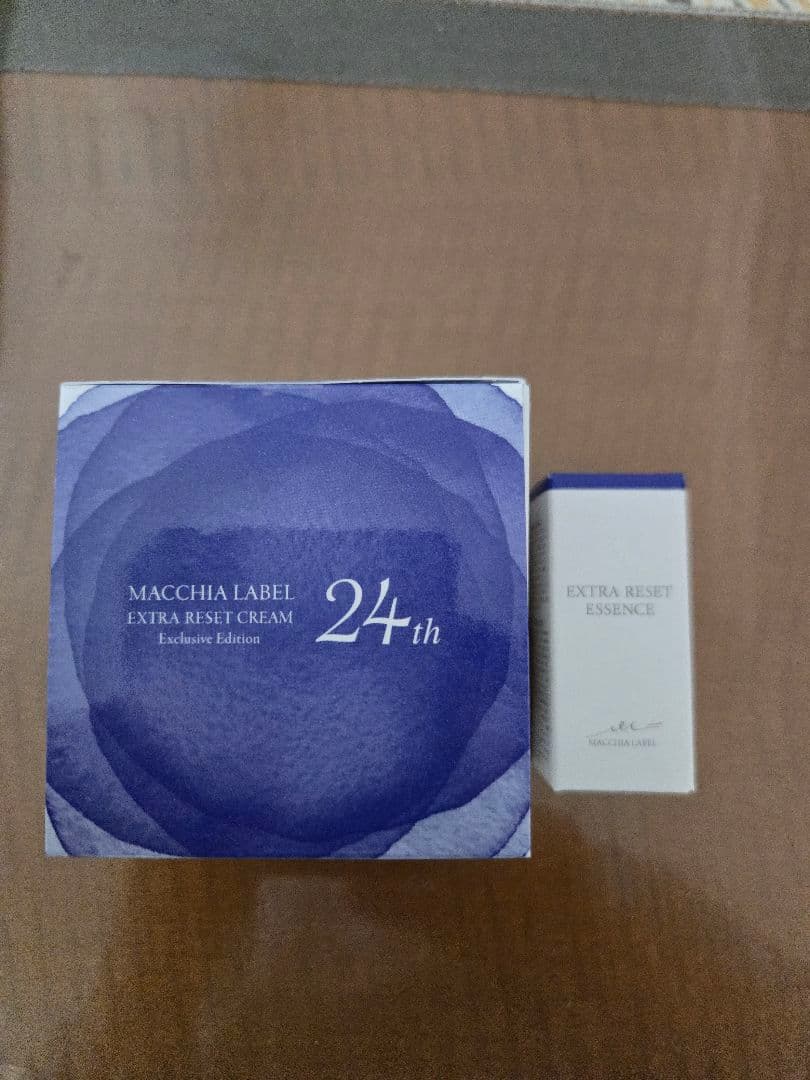 MACCHIA LABEL
EXTRA RESET CREAM
Exclusive Edition
24th
EXTRA RESET
ESSENCE
MACCHIA LABEL